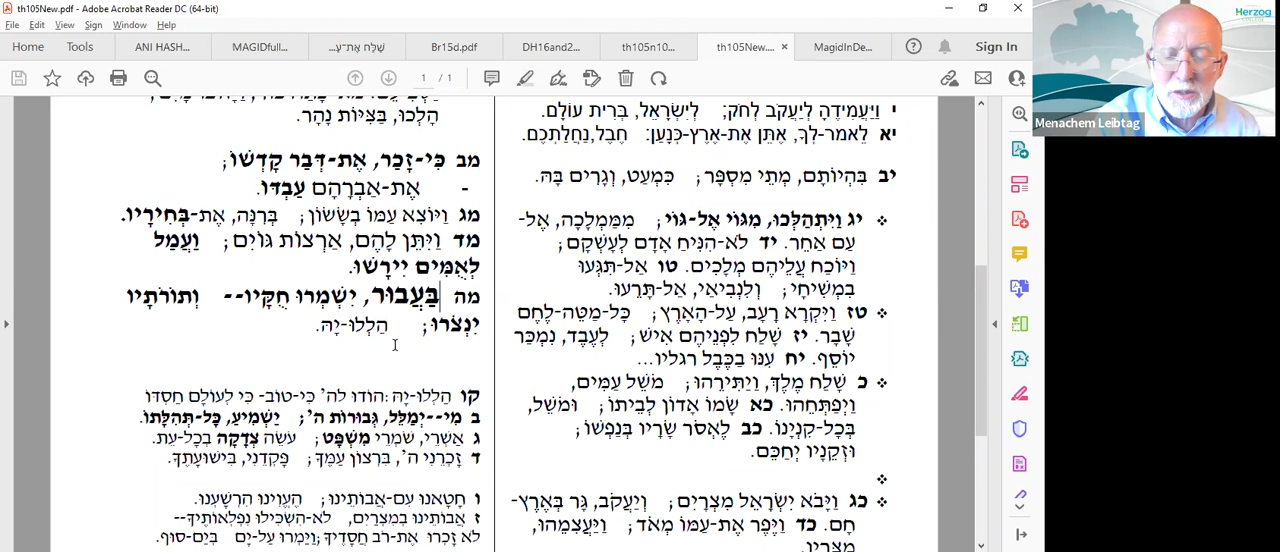 th105New.pdf - Adobe Acrobat Reader DC (64-bit)
File Edit View Sign Window Help
Home Tools ANI HASH... MAGIDfull... שַׁלַּח אֶת־עַ... Br15d.pdf DH16and2... th105n10... th105New.... × MagidInDe... Sign In
1 / 1
Herzog
Menachem Leibtag
י וַיַּעֲמִידֶהָ לְיַעֲקֹב לְחֹק; לְיִשְׂרָאֵל, בְּרִית עוֹלָם.
יא לֵאמֹר-לְךָ, אֶתֵּן אֶת-אֶרֶץ-כְּנָעַן: חֶבֶל,נַחֲלַתְכֶם.
יב בִּהְיוֹתָם, מְתֵי מִסְפָּר; כִּמְעַט, וְגָרִים בָּהּ.
יג וַיִּתְהַלְּכוּ, מִגּוֹי אֶל-גּוֹי; מִמַּמְלָכָה, אֶל-
עַם אַחֵר. יד לֹא-הִנִּיחַ אָדָם לְעָשְׁקָם;
וַיּוֹכַח עֲלֵיהֶם מְלָכִים. טו אַל-תִּגְּעוּ
בִמְשִׁיחָי; וְלִנְבִיאַי, אַל-תָּרֵעוּ.
טז וַיִּקְרָא רָעָב, עַל-הָאָרֶץ; כָּל-מַטֵּה-לֶחֶם
שָׁבָר. יז שָׁלַח לִפְנֵיהֶם אִישׁ; לְעֶבֶד, נִמְכַּר
יוֹסֵף. יח עִנּוּ בַכֶּבֶל רגליו...
כ שָׁלַח מֶלֶךְ, וַיַּתִּירֵהוּ; מֹשֵׁל עַמִּים,
וַיְפַתְּחֵהוּ. כא שָׂמוֹ אָדוֹן לְבֵיתוֹ; וּמֹשֵׁל,
בְּכָל-קִנְיָנוֹ. כב לֶאְסֹר שָׂרָיו בְּנַפְשׁוֹ;
וּזְקֵנָיו יְחַכֵּם.
כג וַיָּבֹא יִשְׂרָאֵל מִצְרָיִם; וְיַעֲקֹב, גָּר בְּאֶרֶץ-
חָם. כד וַיֶּפֶר אֶת-עַמּוֹ מְאֹד; וַיַּעֲצִמֵהוּ,
מִצָּרָיו.
הָלְכוּ, בַּצִּיּוֹת נָהָר.
מב כִּי-זָכַר, אֶת-דְּבַר קָדְשׁוֹ;
- אֶת-אַבְרָהָם עַבְדּוֹ.
מג וַיּוֹצִא עַמּוֹ בְשָׂשׂוֹן; בְּרִנָּה, אֶת-בְּחִירָיו.
מד וַיִּתֵּן לָהֶם, אַרְצוֹת גּוֹיִם; וַעֲמַל
לְאֻמִּים יִירָשׁוּ.
מה בַּעֲבוּר, יִשְׁמְרוּ חֻקָּיו-- וְתוֹרֹתָיו
יִנְצֹרוּ; הַלְלוּ-יָהּ.
קו הַלְלוּ-יָהּ: הוֹדוּ לה' כִּי-טוֹב- כִּי לְעוֹלָם חַסְדּוֹ
ב מִי--יְמַלֵּל, גְּבוּרוֹת ה'; יַשְׁמִיעַ, כָּל-תְּהִלָּתוֹ.
ג אַשְׁרֵי, שֹׁמְרֵי מִשְׁפָּט; עֹשֵׂה צְדָקָה בְכָל-עֵת.
ד זָכְרֵנִי ה', בִּרְצוֹן עַמֶּךָ; פָּקְדֵנִי, בִּישׁוּעָתֶךָ.
ו חָטָאנוּ עִם-אֲבוֹתֵינוּ; הֶעֱוִינוּ הִרְשָׁעְנוּ.
ז אֲבוֹתֵינוּ בְמִצְרַיִם, לֹא-הִשְׂכִּילוּ נִפְלְאוֹתֶיךָ--
לֹא זָכְרוּ אֶת-רֹב חֲסָדֶיךָ; וַיַּמְרוּ עַל-יָם בְּיַם-סוּף.